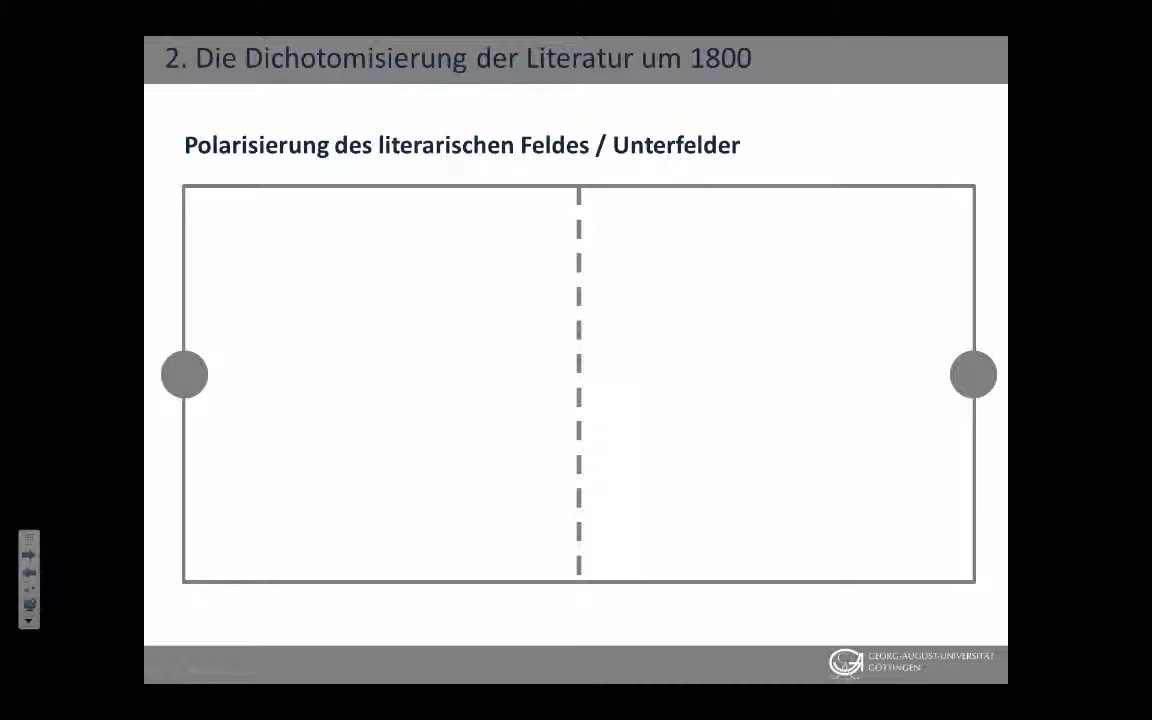 2. Die Dichotomisierung der Literatur um 1800
Polarisierung des literarischen Feldes / Unterfelder
GEORG-AUGUST-UNIVERSITÄT
GÖTTINGEN